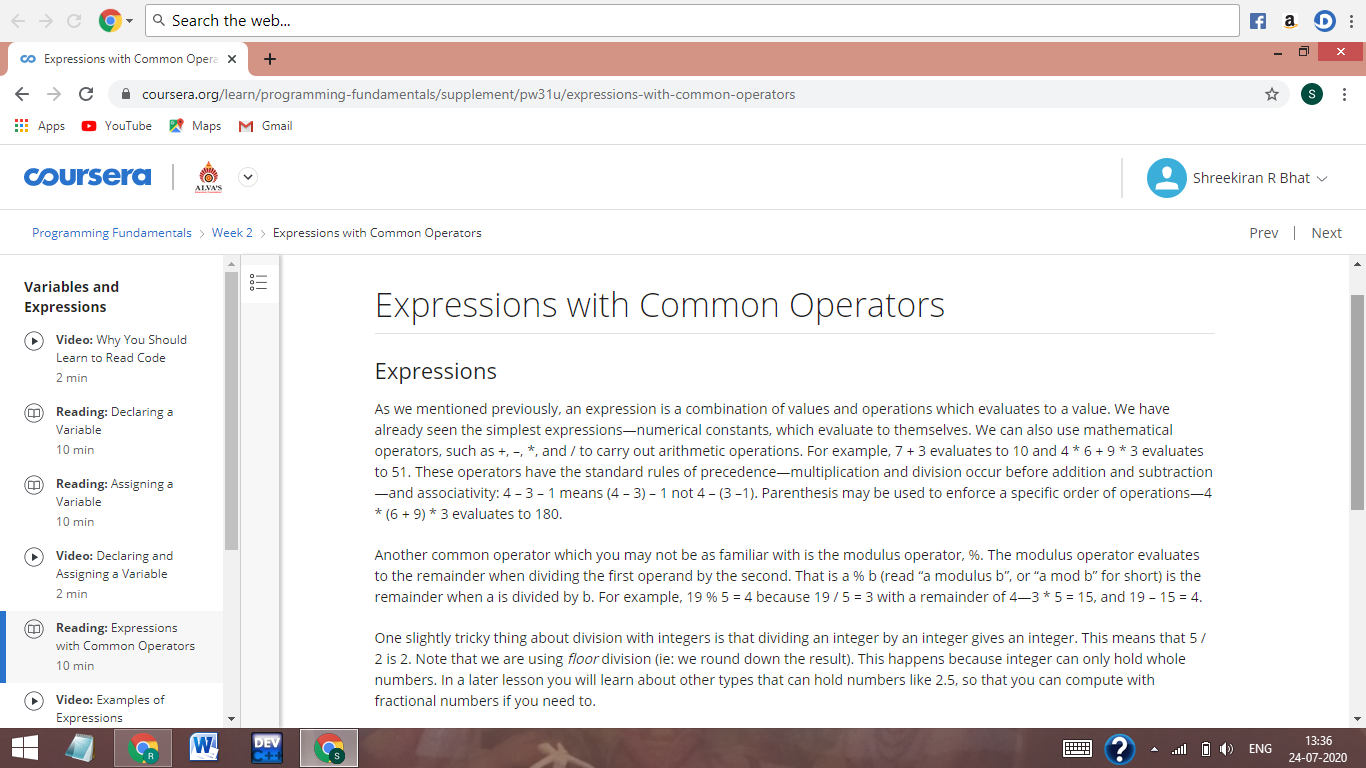 Search the web...
Expressions with Common Opera
coursera.org/learn/programming-fundamentals/supplement/pw31u/expressions-with-common-operators
S
Apps
YouTube
Maps
Gmail
coursera
ALVA'S
Shreekiran R Bhat
Programming Fundamentals > Week 2 > Expressions with Common Operators
Prev | Next
Variables and
Expressions
Video: Why You Should
Learn to Read Code
2 min
Reading: Declaring a
Variable
10 min
Reading: Assigning a
Variable
10 min
Video: Declaring and
Assigning a Variable
2 min
Reading: Expressions
with Common Operators
10 min
Video: Examples of
Expressions
Expressions with Common Operators
Expressions
As we mentioned previously, an expression is a combination of values and operations which evaluates to a value. We have
already seen the simplest expressions—numerical constants, which evaluate to themselves. We can also use mathematical
operators, such as +, –, *, and / to carry out arithmetic operations. For example, 7 + 3 evaluates to 10 and 4 * 6 + 9 * 3 evaluates
to 51. These operators have the standard rules of precedence—multiplication and division occur before addition and subtraction
—and associativity: 4 – 3 – 1 means (4 – 3) – 1 not 4 – (3 –1). Parenthesis may be used to enforce a specific order of operations—4
* (6 + 9) * 3 evaluates to 180.
Another common operator which you may not be as familiar with is the modulus operator, %. The modulus operator evaluates
to the remainder when dividing the first operand by the second. That is a % b (read “a modulus b”, or “a mod b” for short) is the
remainder when a is divided by b. For example, 19 % 5 = 4 because 19 / 5 = 3 with a remainder of 4—3 * 5 = 15, and 19 – 15 = 4.
One slightly tricky thing about division with integers is that dividing an integer by an integer gives an integer. This means that 5 /
2 is 2. Note that we are using floor division (ie: we round down the result). This happens because integer can only hold whole
numbers. In a later lesson you will learn about other types that can hold numbers like 2.5, so that you can compute with
fractional numbers if you need to.
R
W
DEV
C++
S
ENG
13:36
24-07-2020